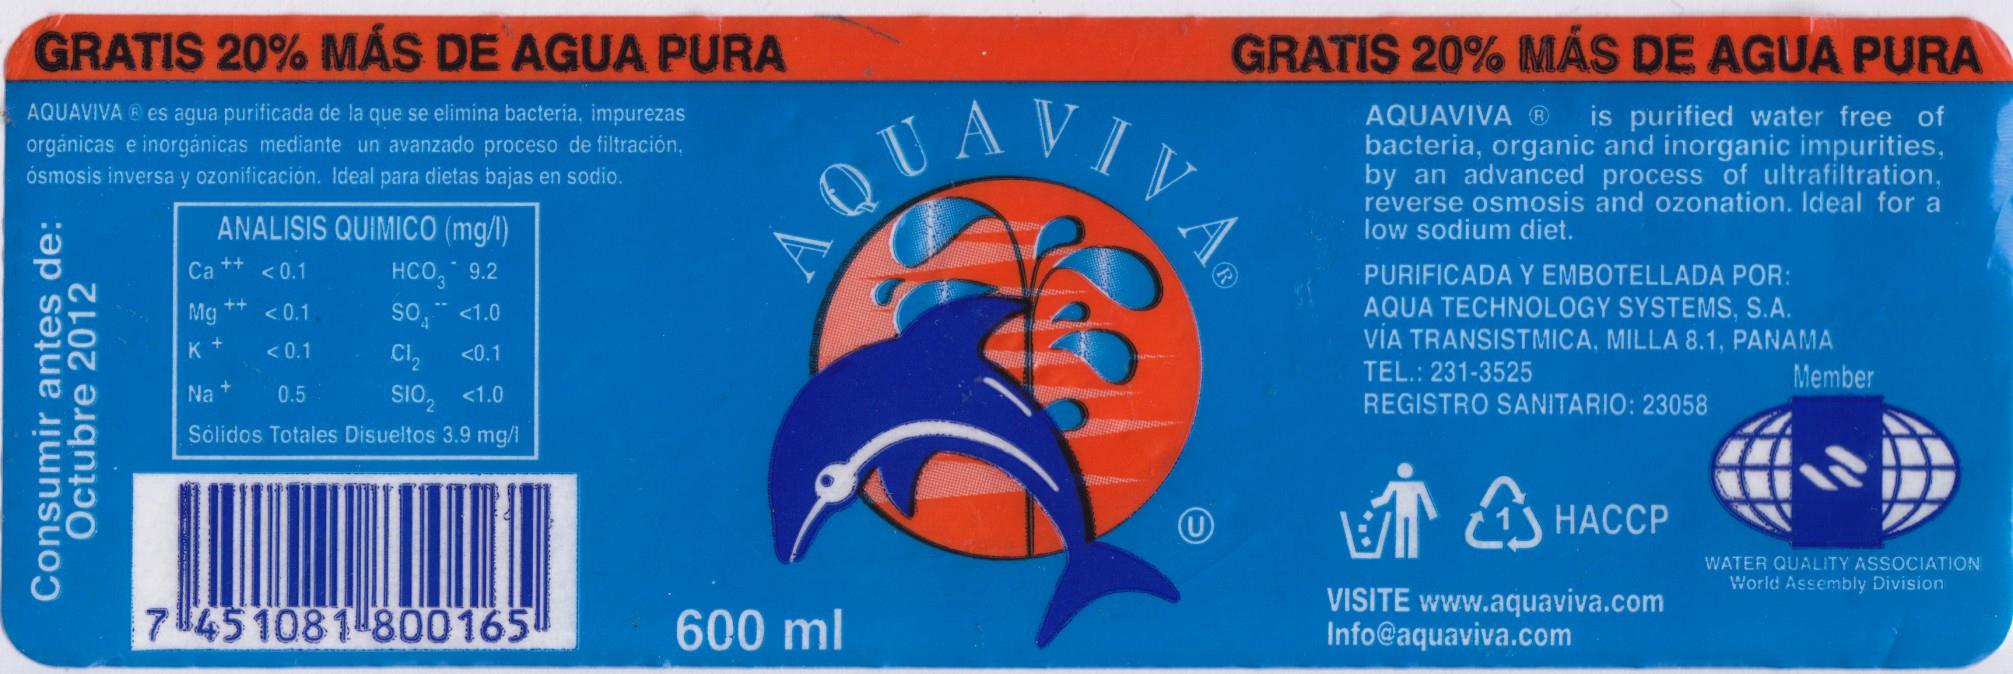 GRATIS 20% MÁS DE AGUA PURA
GRATIS 20% MÁS DE AGUA PURA
AQUAVIVA ® es agua purificada de la que se elimina bacteria, impurezas
orgánicas e inorgánicas mediante un avanzado proceso de filtración,
ósmosis inversa y ozonificación. Ideal para dietas bajas en sodio.
Consumir antes de:
Octubre 2012
ANALISIS QUIMICO (mg/l)
Ca ++ < 0.1 HCO3 - 9.2
Mg ++ < 0.1 SO4 -- <1.0
K + < 0.1 Cl2 <0.1
Na + 0.5 SIO2 <1.0
Sólidos Totales Disueltos 3.9 mg/l
7 451081 800165
AQUAVIVA®
U
600 ml
AQUAVIVA ® is purified water free of
bacteria, organic and inorganic impurities,
by an advanced process of ultrafiltration,
reverse osmosis and ozonation. Ideal for a
low sodium diet.
PURIFICADA Y EMBOTELLADA POR:
AQUA TECHNOLOGY SYSTEMS, S.A.
VÍA TRANSISTMICA, MILLA 8.1, PANAMA
TEL.: 231-3525
REGISTRO SANITARIO: 23058
Member
1 HACCP
WATER QUALITY ASSOCIATION
World Assembly Division
VISITE www.aquaviva.com
Info@aquaviva.com